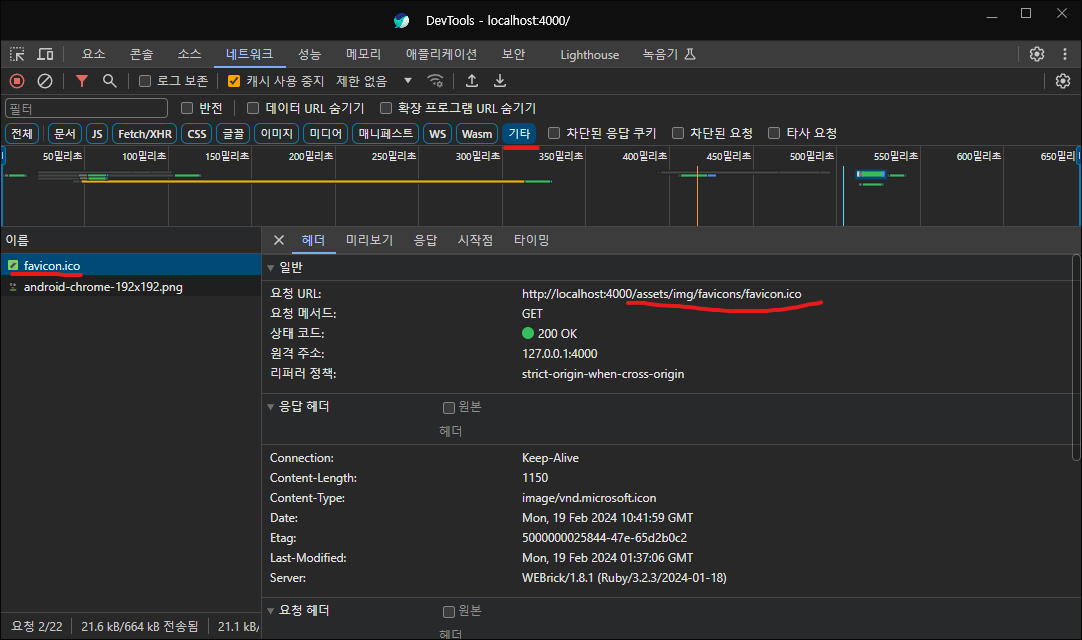 DevTools - localhost:4000/
요소 콘솔 소스 네트워크 성능 메모리 애플리케이션 보안 Lighthouse 녹음기
로그 보존 캐시 사용 중지 제한 없음
필터 반전 데이터 URL 숨기기 확장 프로그램 URL 숨기기
전체 문서 JS Fetch/XHR CSS 글꼴 이미지 미디어 매니페스트 WS Wasm 기타 차단된 응답 쿠키 차단된 요청 타사 요청
50밀리초 100밀리초 150밀리초 200밀리초 250밀리초 300밀리초 350밀리초 400밀리초 450밀리초 500밀리초 550밀리초 600밀리초 650밀리
이름
favicon.ico
android-chrome-192x192.png
헤더 미리보기 응답 시작점 타이밍
일반
요청 URL: http://localhost:4000/assets/img/favicons/favicon.ico
요청 메서드: GET
상태 코드: 200 OK
원격 주소: 127.0.0.1:4000
리퍼러 정책: strict-origin-when-cross-origin
응답 헤더 원본
헤더
Connection: Keep-Alive
Content-Length: 1150
Content-Type: image/vnd.microsoft.icon
Date: Mon, 19 Feb 2024 10:41:59 GMT
Etag: 5000000025844-47e-65d2b0c2
Last-Modified: Mon, 19 Feb 2024 01:37:06 GMT
Server: WEBrick/1.8.1 (Ruby/3.2.3/2024-01-18)
요청 헤더 원본
헤더
요청 2/22 21.6 kB/664 kB 전송됨 21.1 kB/